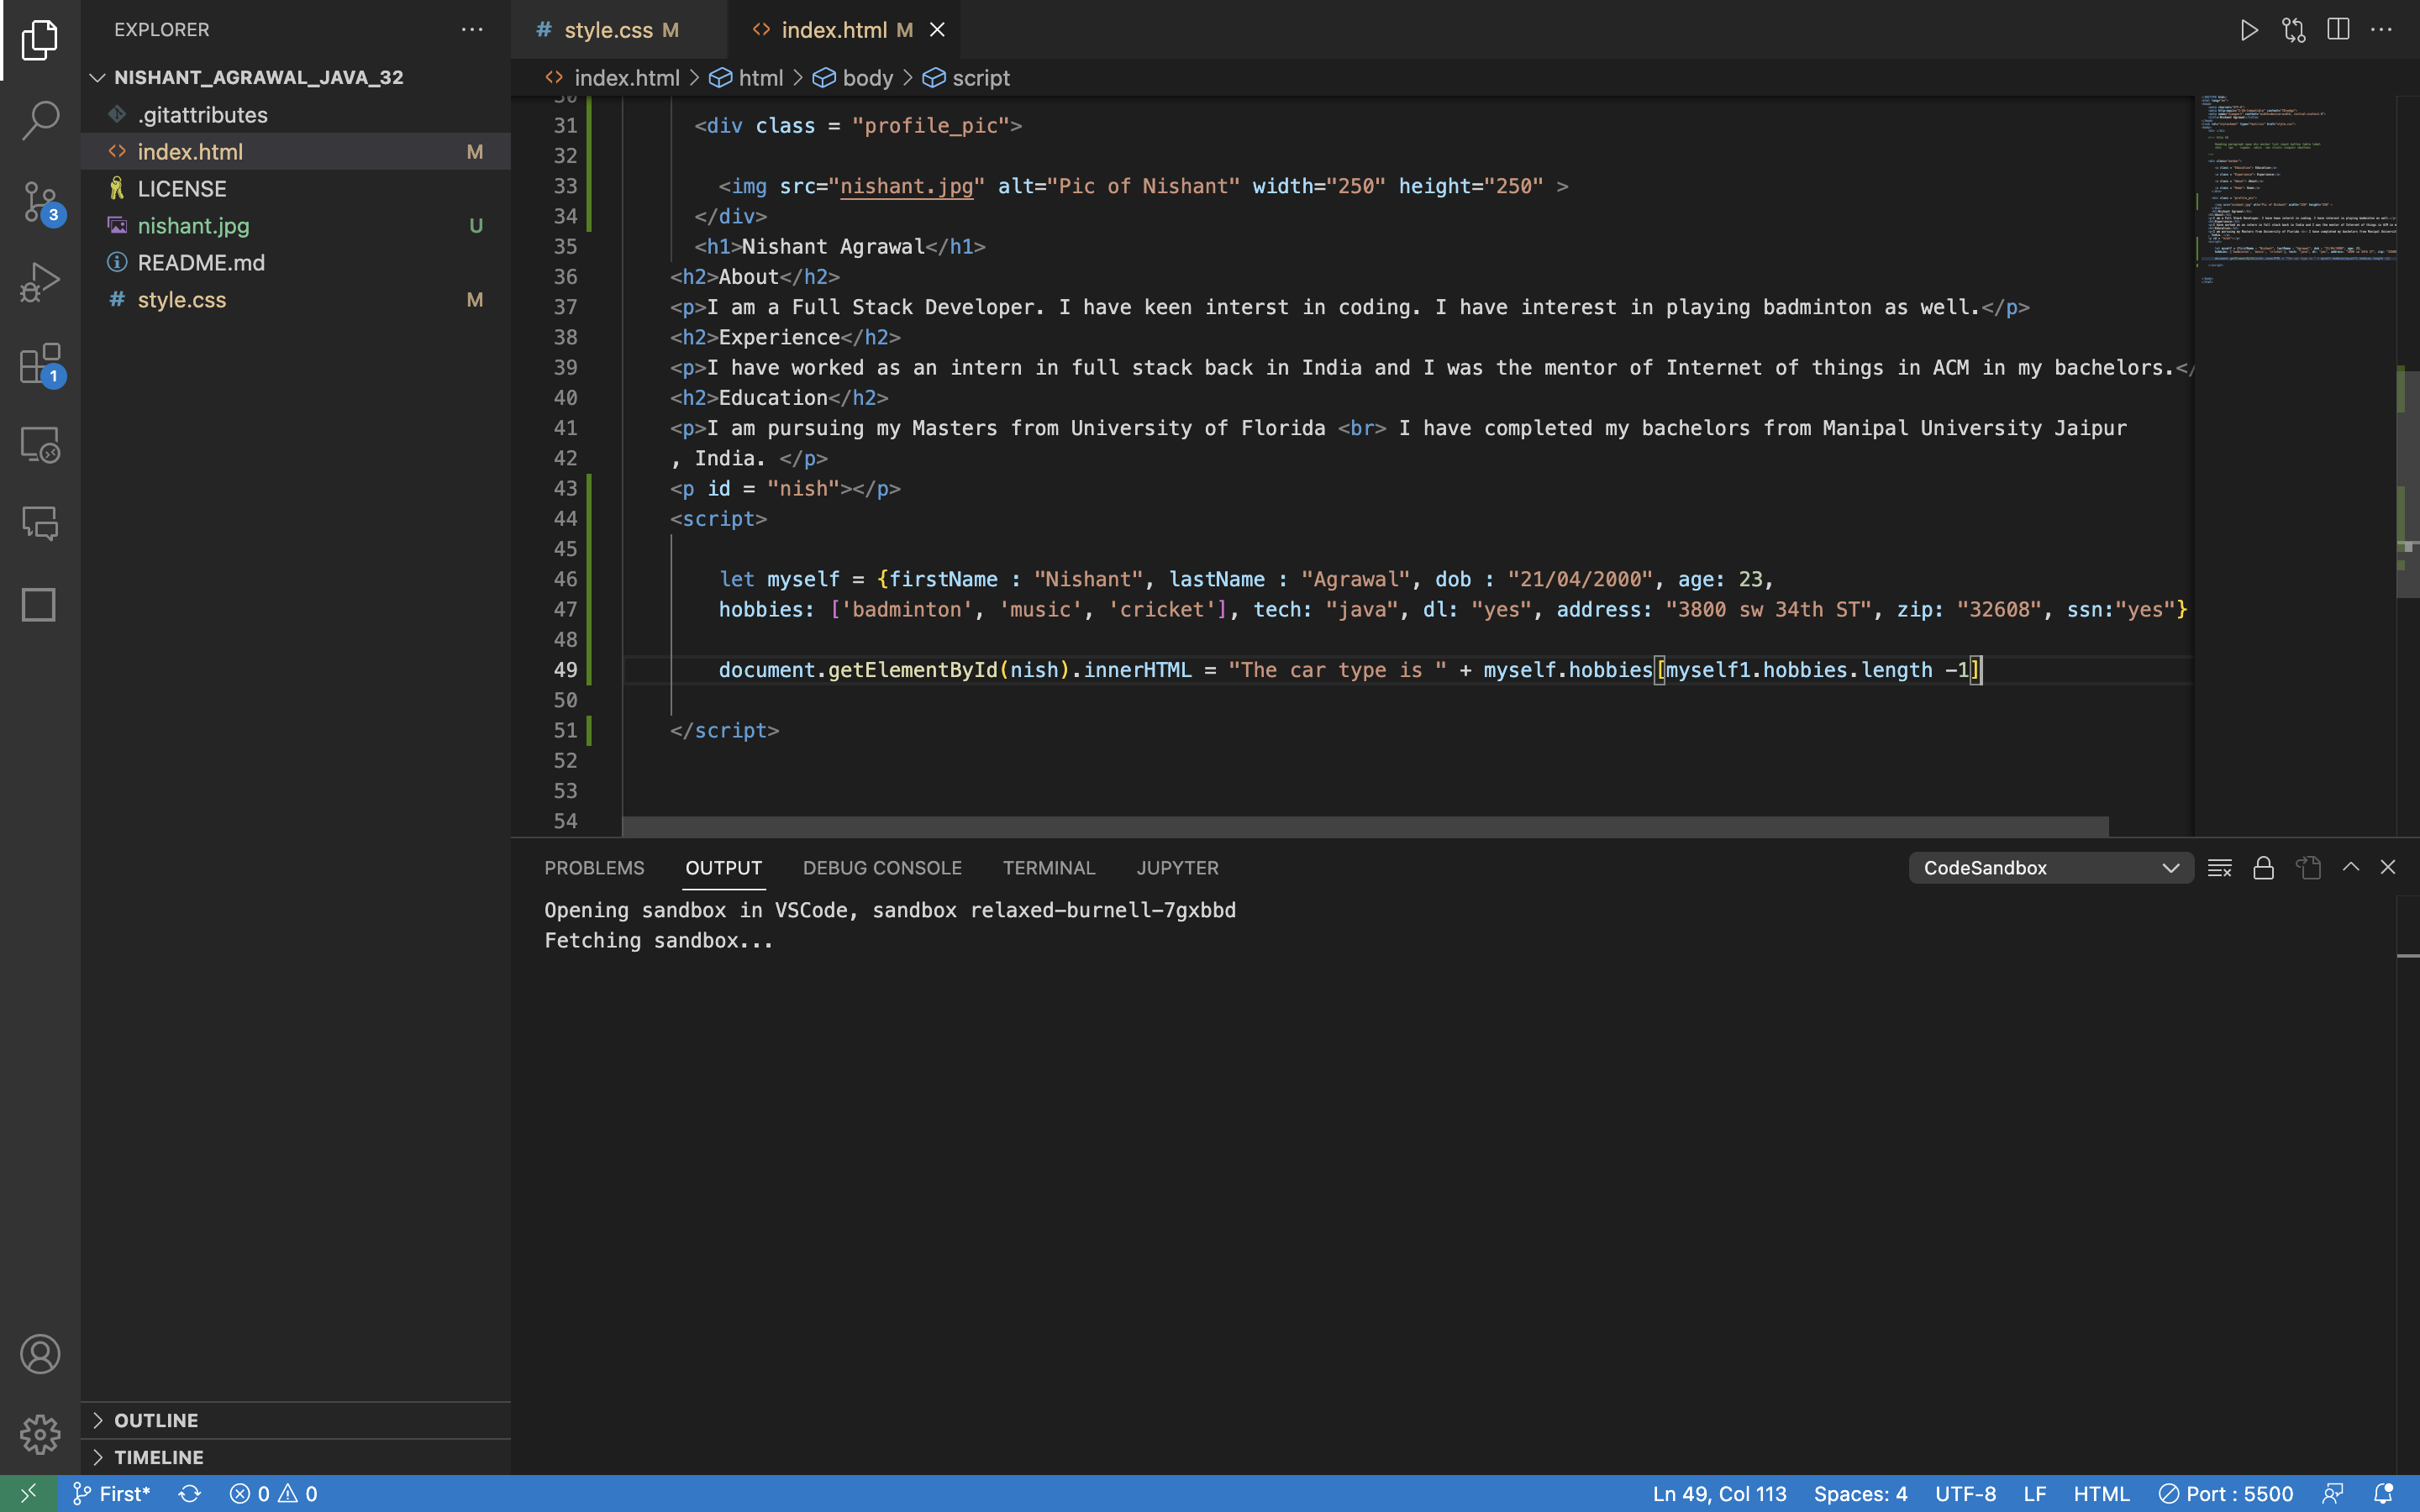 EXPLORER
NISHANT_AGRAWAL_JAVA_32
.gitattributes
index.html M
LICENSE
nishant.jpg U
README.md
style.css M
OUTLINE
TIMELINE
3
1
# style.css M
<> index.html M
<> index.html > html > body > script
30
31 <div class = "profile_pic">
32
33 <img src="nishant.jpg" alt="Pic of Nishant" width="250" height="250" >
34 </div>
35 <h1>Nishant Agrawal</h1>
36 <h2>About</h2>
37 <p>I am a Full Stack Developer. I have keen interst in coding. I have interest in playing badminton as well.</p>
38 <h2>Experience</h2>
39 <p>I have worked as an intern in full stack back in India and I was the mentor of Internet of things in ACM in my bachelors.</
40 <h2>Education</h2>
41 <p>I am pursuing my Masters from University of Florida <br> I have completed my bachelors from Manipal University Jaipur
42 , India. </p>
43 <p id = "nish"></p>
44 <script>
45
46 let myself = {firstName : "Nishant", lastName : "Agrawal", dob : "21/04/2000", age: 23,
47 hobbies: ['badminton', 'music', 'cricket'], tech: "java", dl: "yes", address: "3800 sw 34th ST", zip: "32608", ssn:"yes"}
48
49 document.getElementById(nish).innerHTML = "The car type is " + myself.hobbies[myself1.hobbies.length -1]
50
51 </script>
52
53
54
PROBLEMS OUTPUT DEBUG CONSOLE TERMINAL JUPYTER CodeSandbox
Opening sandbox in VSCode, sandbox relaxed-burnell-7gxbbd
Fetching sandbox...
First* 0 0 Ln 49, Col 113 Spaces: 4 UTF-8 LF HTML Port : 5500